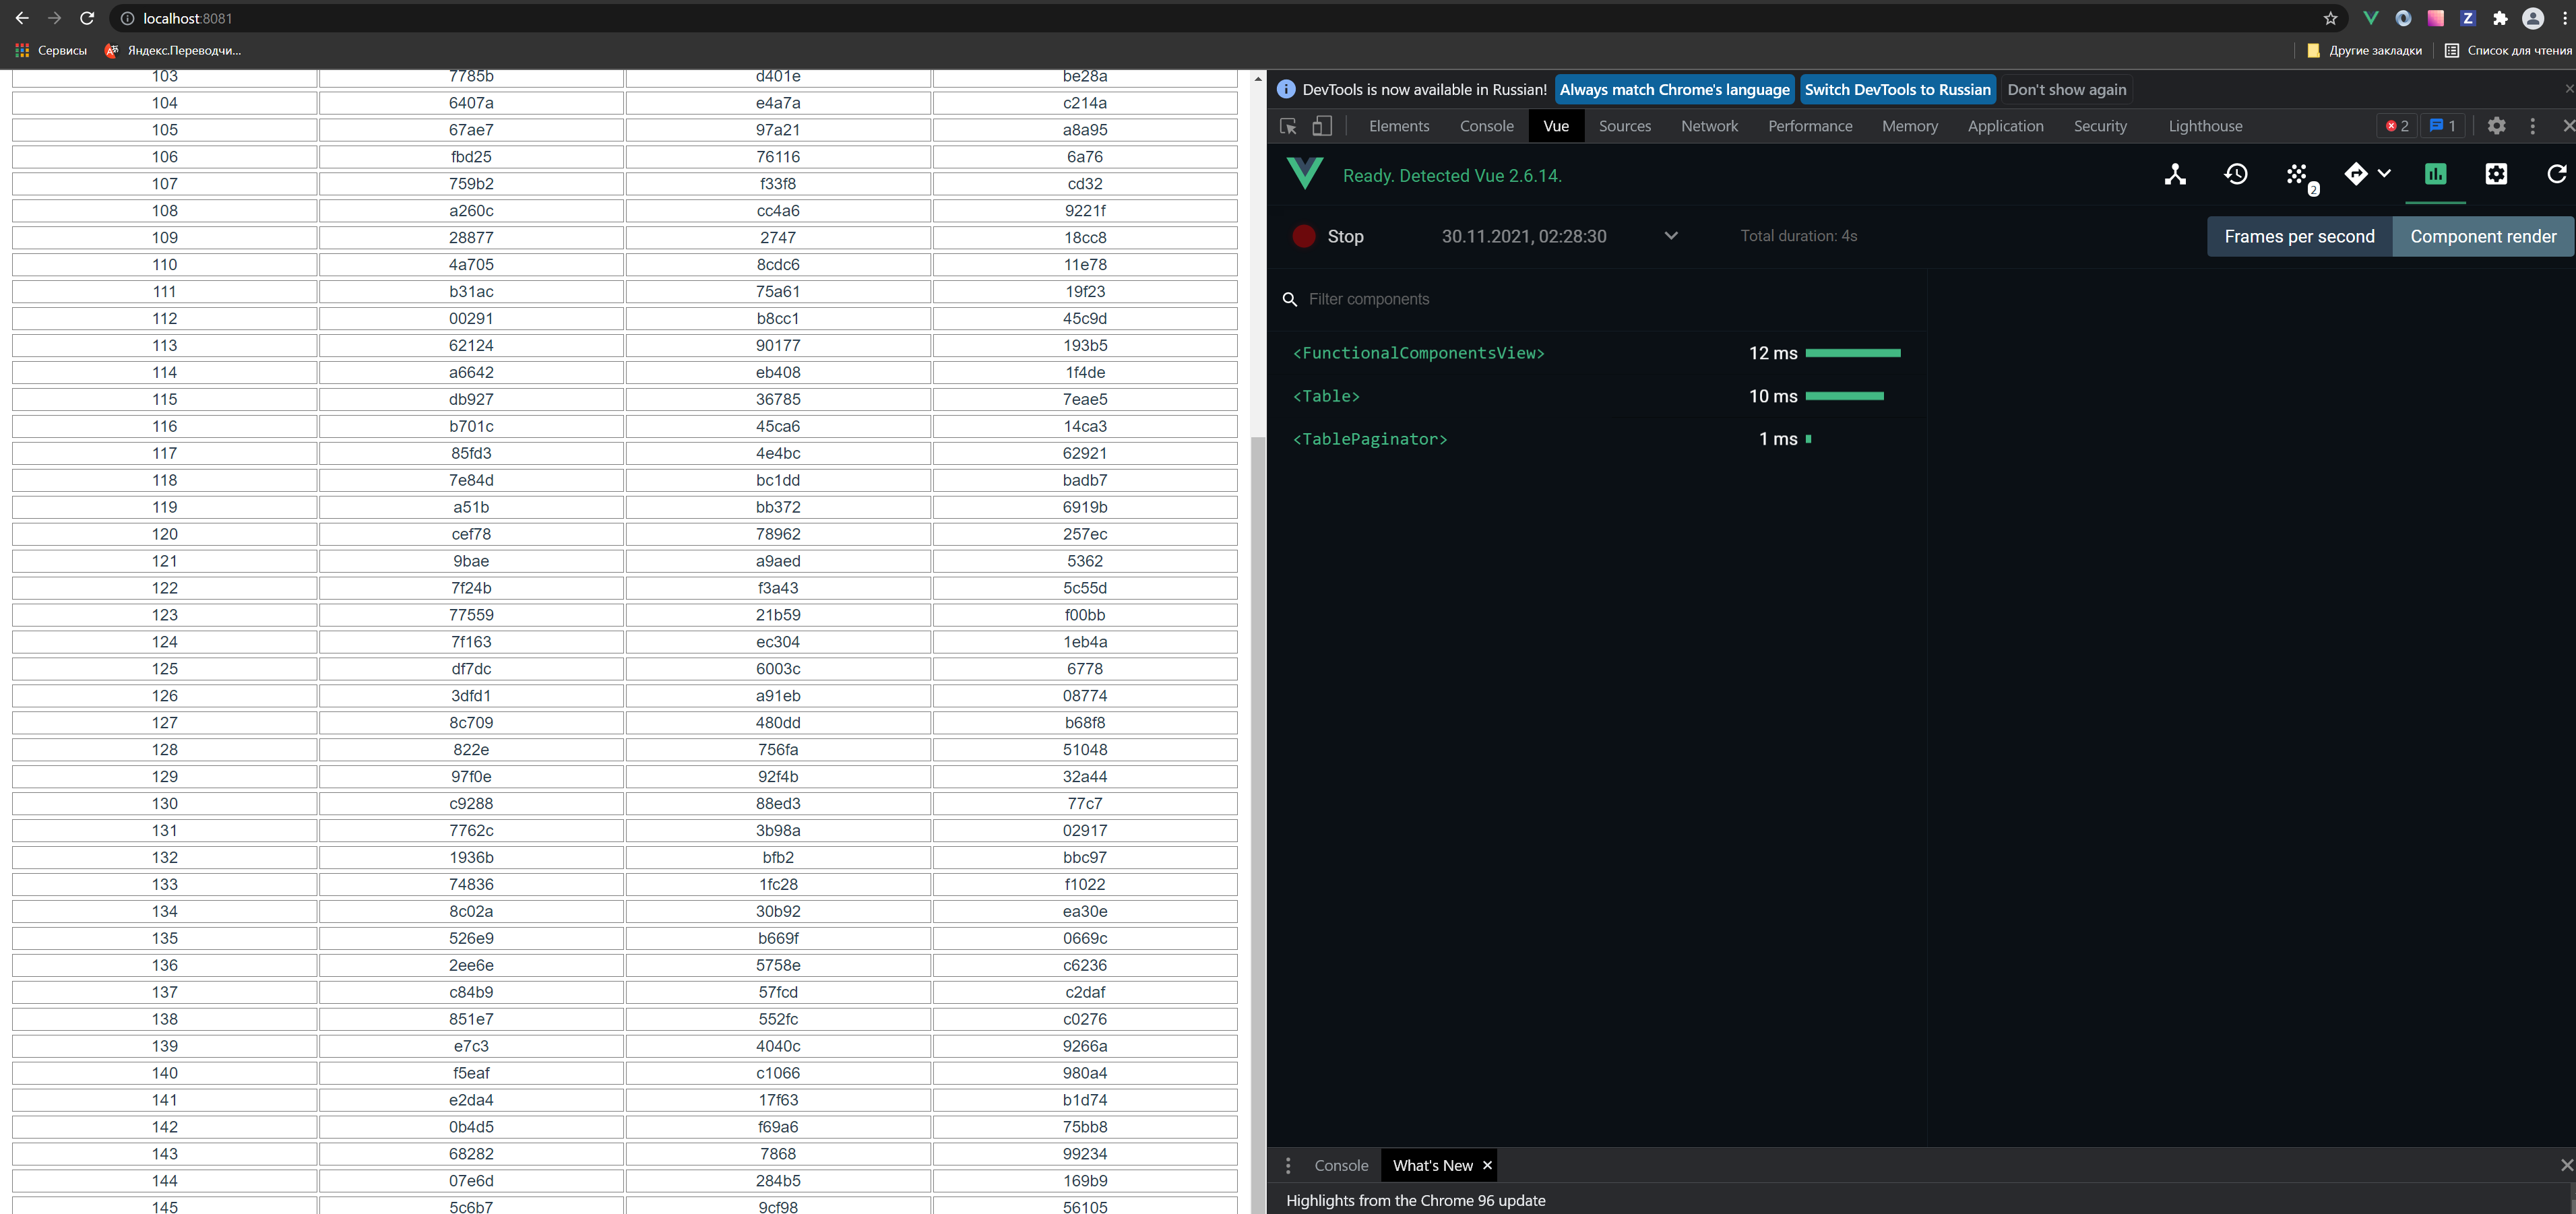 localhost:8081
Сервисы Яндекс.Переводчи... Другие закладки Список для чтения
103 7785b d401e be28a
104 6407a e4a7a c214a
105 67ae7 97a21 a8a95
106 fbd25 76116 6a76
107 759b2 f33f8 cd32
108 a260c cc4a6 9221f
109 28877 2747 18cc8
110 4a705 8cdc6 11e78
111 b31ac 75a61 19f23
112 00291 b8cc1 45c9d
113 62124 90177 193b5
114 a6642 eb408 1f4de
115 db927 36785 7eae5
116 b701c 45ca6 14ca3
117 85fd3 4e4bc 62921
118 7e84d bc1dd badb7
119 a51b bb372 6919b
120 cef78 78962 257ec
121 9bae a9aed 5362
122 7f24b f3a43 5c55d
123 77559 21b59 f00bb
124 7f163 ec304 1eb4a
125 df7dc 6003c 6778
126 3dfd1 a91eb 08774
127 8c709 480dd b68f8
128 822e 756fa 51048
129 97f0e 92f4b 32a44
130 c9288 88ed3 77c7
131 7762c 3b98a 02917
132 1936b bfb2 bbc97
133 74836 1fc28 f1022
134 8c02a 30b92 ea30e
135 526e9 b669f 0669c
136 2ee6e 5758e c6236
137 c84b9 57fcd c2daf
138 851e7 552fc c0276
139 e7c3 4040c 9266a
140 f5eaf c1066 980a4
141 e2da4 17f63 b1d74
142 0b4d5 f69a6 75bb8
143 68282 7868 99234
144 07e6d 284b5 169b9
145 5c6b7 9cf98 56105
DevTools is now available in Russian! Always match Chrome's language Switch DevTools to Russian Don't show again
Elements Console Vue Sources Network Performance Memory Application Security Lighthouse 2 1
Ready. Detected Vue 2.6.14. 2
Stop 30.11.2021, 02:28:30 Total duration: 4s Frames per second Component render
Filter components
<FunctionalComponentsView> 12 ms
<Table> 10 ms
<TablePaginator> 1 ms
Console What's New
Highlights from the Chrome 96 update